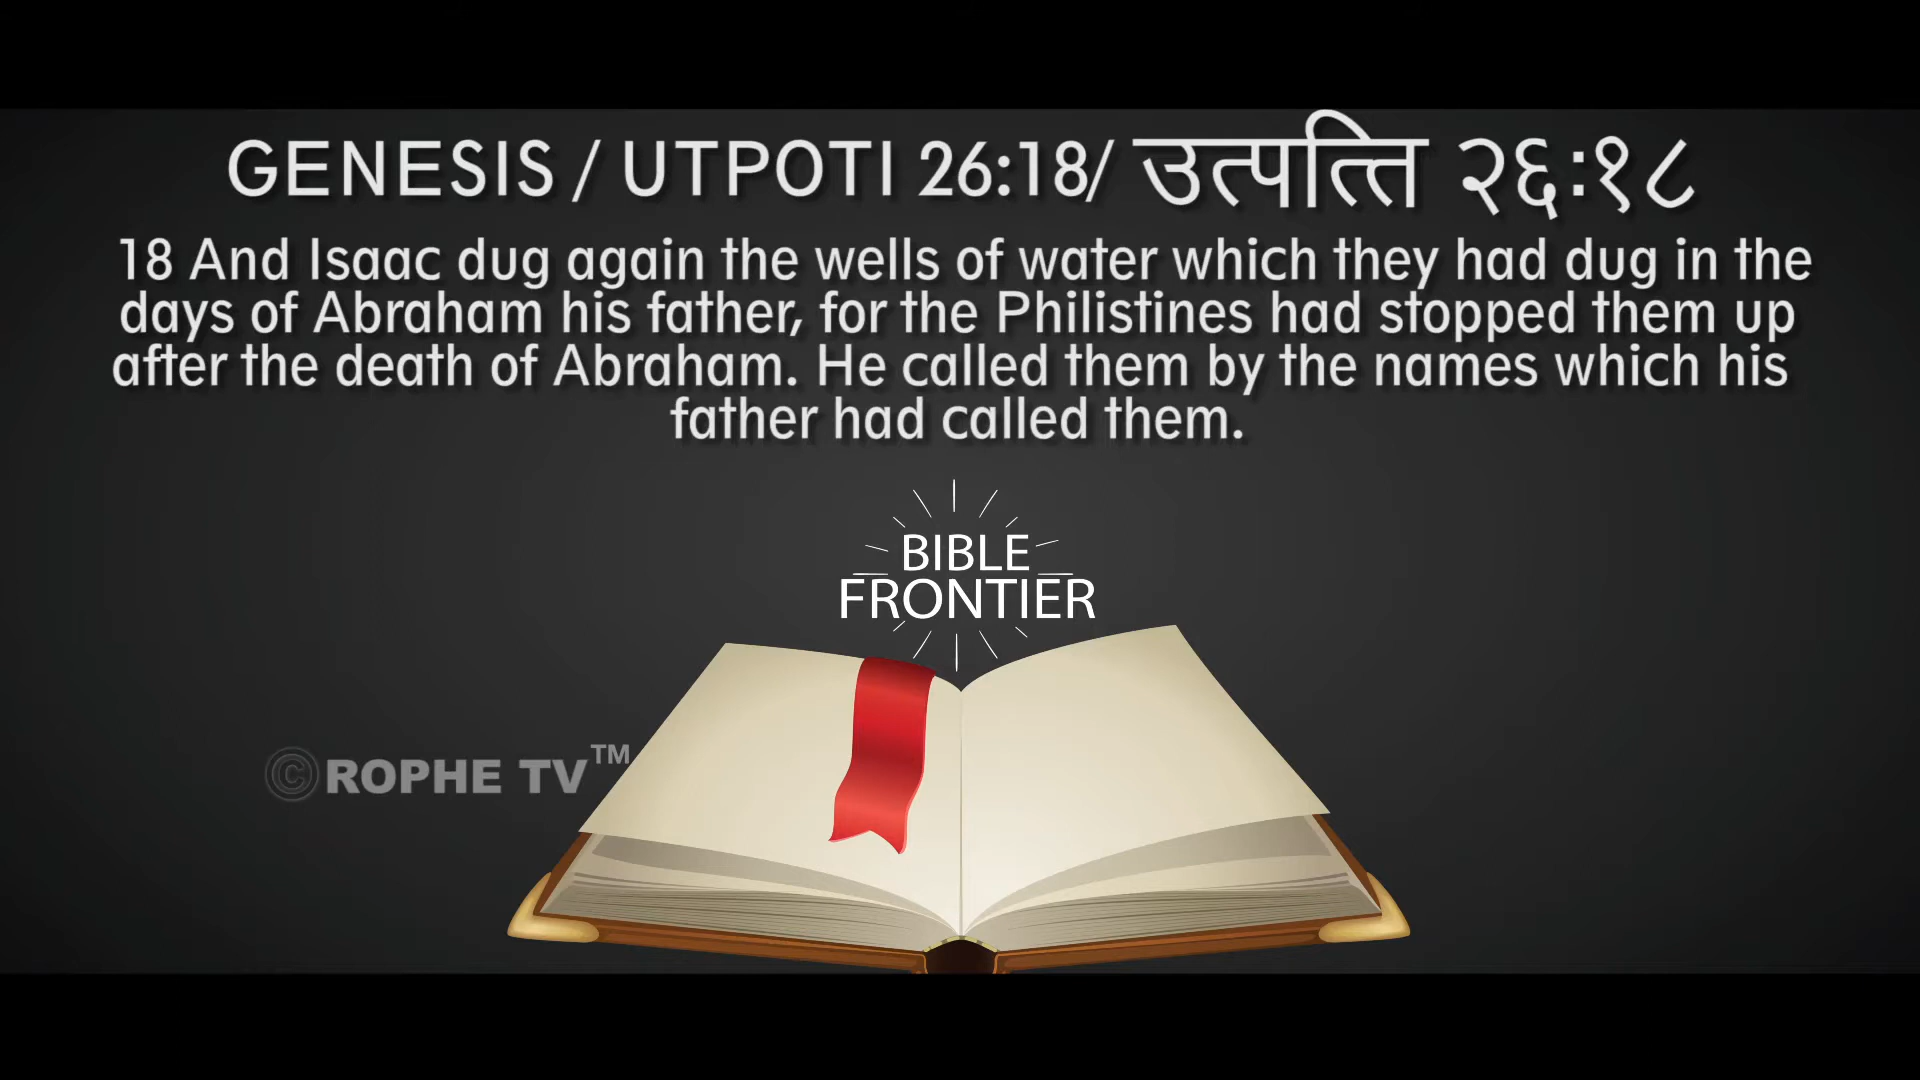 GENESIS / UTPOTI 26:18/ उत्पत्ति २६:१८
18 And Isaac dug again the wells of water which they had dug in the
days of Abraham his father, for the Philistines had stopped them up
after the death of Abraham. He called them by the names which his
father had called them.
BIBLE
FRONTIER
©ROPHE TV™